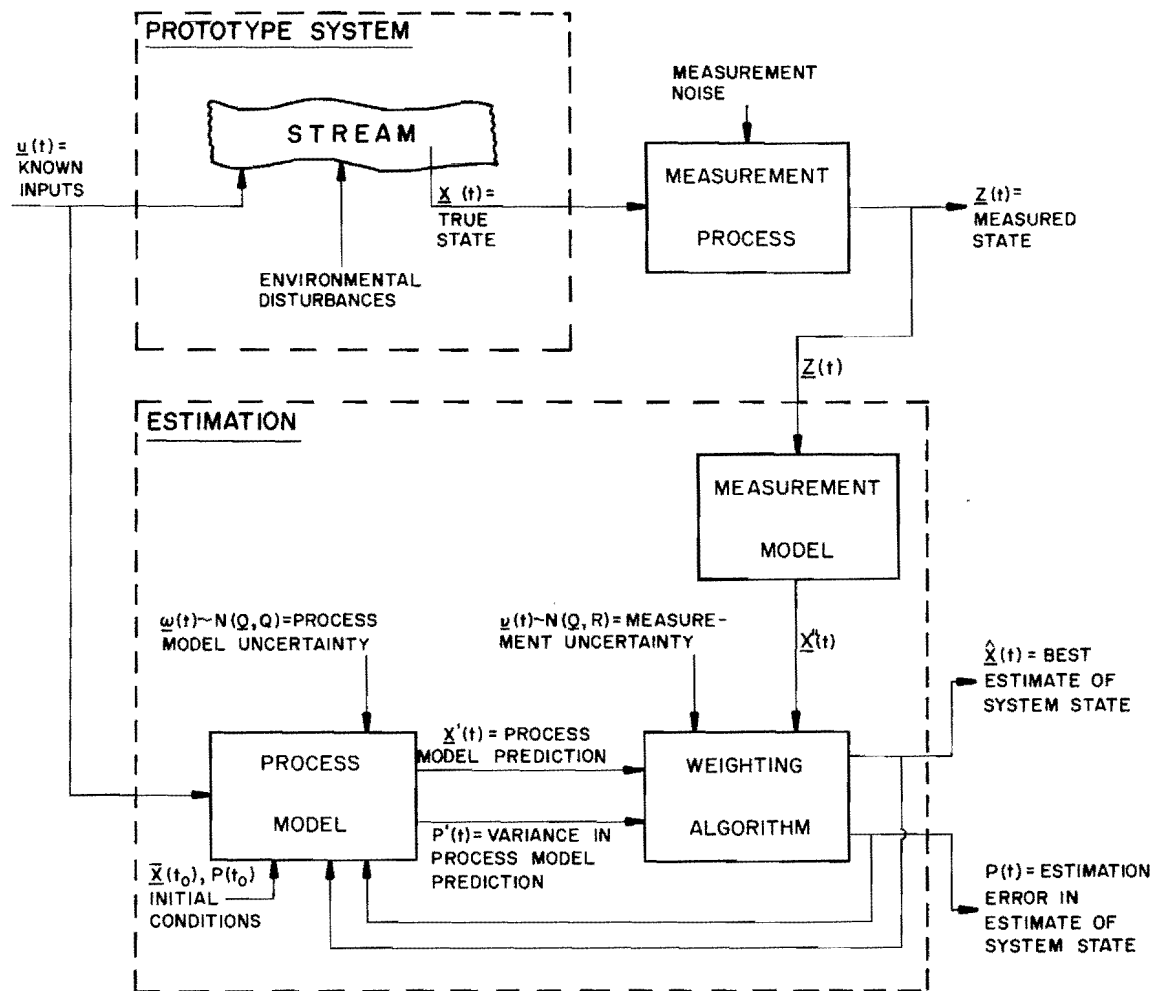 PROTOTYPE SYSTEM
STREAM
u(t)=
KNOWN
INPUTS
X (t)=
TRUE
STATE
ENVIRONMENTAL
DISTURBANCES
MEASUREMENT
NOISE
MEASUREMENT
PROCESS
Z(t)=
MEASURED
STATE
Z(t)
ESTIMATION
MEASUREMENT
MODEL
ω(t)~N(Q,Q)=PROCESS
MODEL UNCERTAINTY
ν(t)~N(Q,R)=MEASURE-
MENT UNCERTAINTY
X"(t)
X̂(t)= BEST
ESTIMATE OF
SYSTEM STATE
PROCESS
MODEL
X'(t)= PROCESS
MODEL PREDICTION
P'(t)= VARIANCE IN
PROCESS MODEL
PREDICTION
WEIGHTING
ALGORITHM
X̅(t₀), P(t₀)
INITIAL
CONDITIONS
P(t)= ESTIMATION
ERROR IN
ESTIMATE OF
SYSTEM STATE